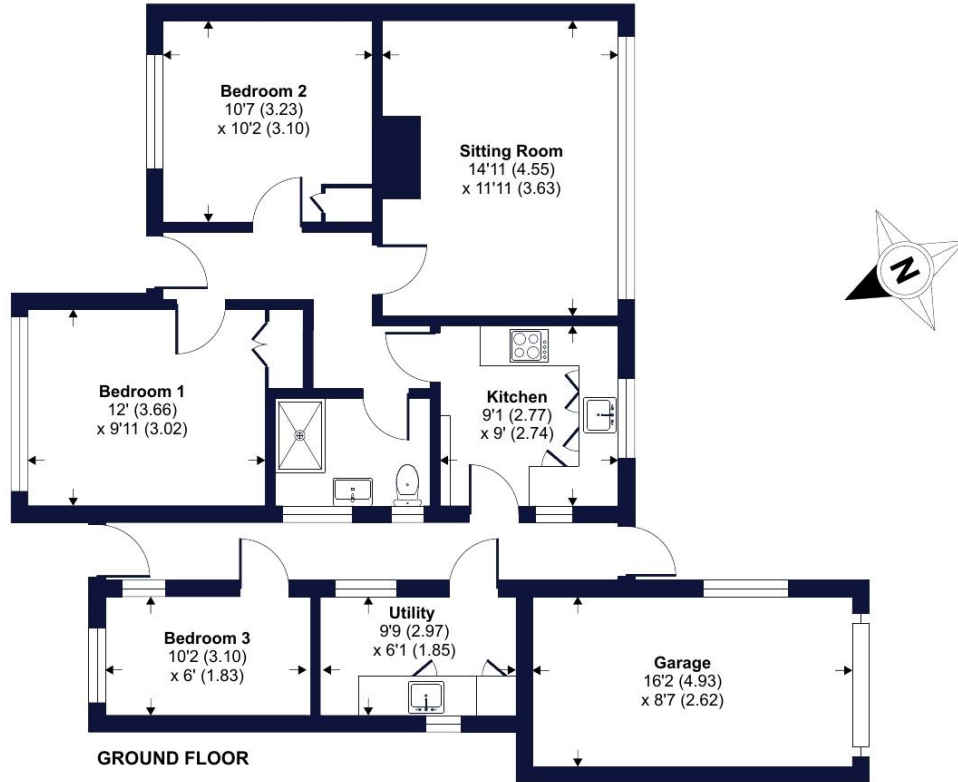 Bedroom 2
10'7 (3.23)
x 10'2 (3.10)
Sitting Room
14'11 (4.55)
x 11'11 (3.63)
N
Bedroom 1
12' (3.66)
x 9'11 (3.02)
Kitchen
9'1 (2.77)
x 9' (2.74)
Bedroom 3
10'2 (3.10)
x 6' (1.83)
Utility
9'9 (2.97)
x 6'1 (1.85)
Garage
16'2 (4.93)
x 8'7 (2.62)
GROUND FLOOR